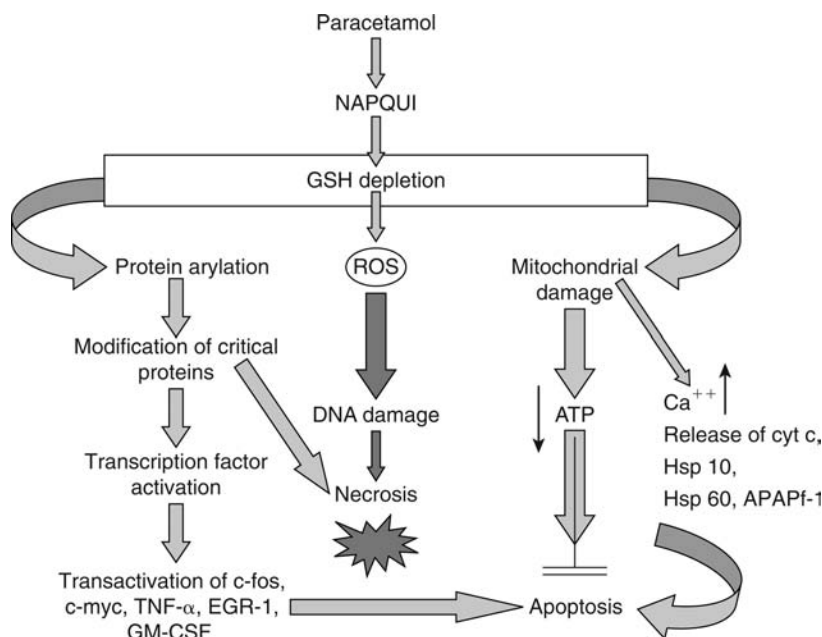 Paracetamol
NAPQUI
GSH depletion
Protein arylation
ROS
Mitochondrial
damage
Modification of critical
proteins
DNA damage
ATP
Ca++
Release of cyt c,
Hsp 10,
Hsp 60, APAPf-1
Transcription factor
activation
Necrosis
Transactivation of c-fos,
c-myc, TNF-α, EGR-1,
GM-CSF
Apoptosis